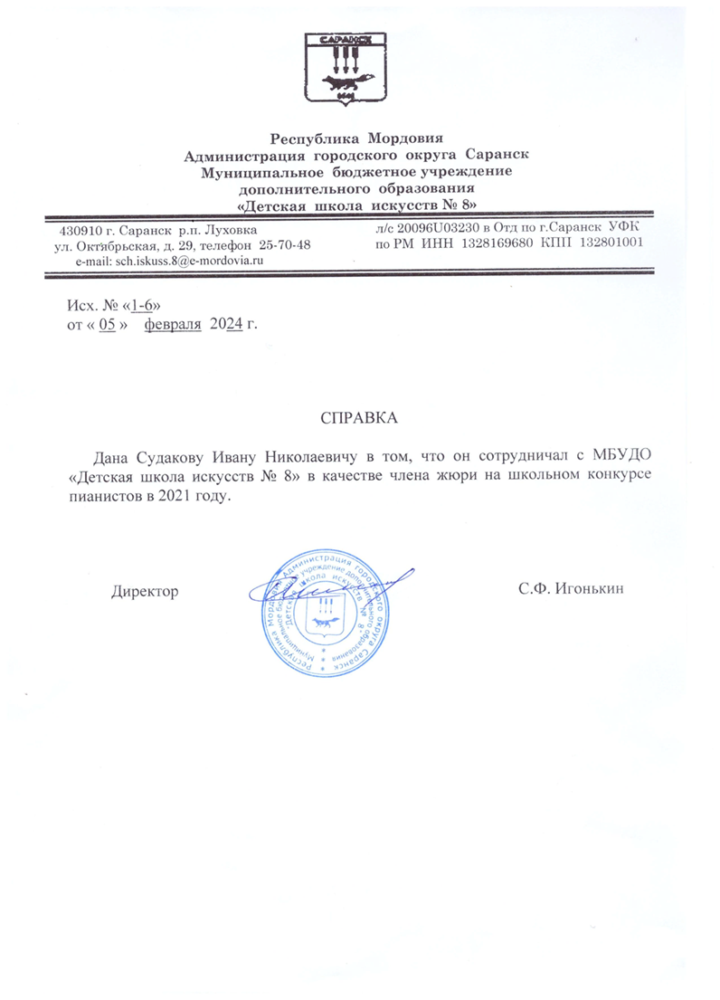 САРАНСК
1641
Республика Мордовия
Администрация городского округа Саранск
Муниципальное бюджетное учреждение
дополнительного образования
«Детская школа искусств № 8»
430910 г. Саранск р.п. Луховка
ул. Октябрьская, д. 29, телефон 25-70-48
e-mail: sch.iskuss.8@e-mordovia.ru
л/с 20096U03230 в Отд по г.Саранск УФК
по РМ ИНН 1328169680 КПП 132801001
Исх. № «1-6»
от « 05 » февраля 2024 г.
СПРАВКА
Дана Судакову Ивану Николаевичу в том, что он сотрудничал с МБУДО
«Детская школа искусств № 8» в качестве члена жюри на школьном конкурсе
пианистов в 2021 году.
Директор
Республика Мордовия Администрация городского округа Саранск
Муниципальное бюджетное учреждение дополнительного образования
"Детская школа искусств № 8"
С.Ф. Игонькин